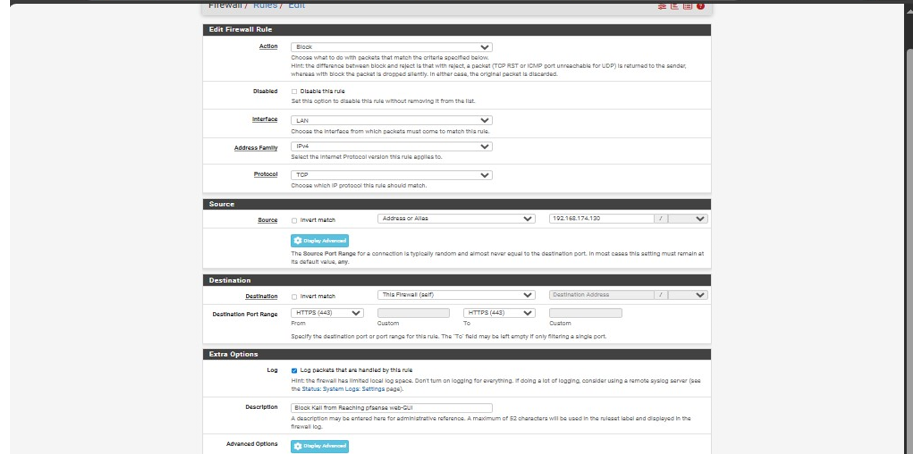 Firewall / Rules / Edit
Edit Firewall Rule
Action
Block
Choose what to do with packets that match the criteria specified below.
Hint: the difference between block and reject is that with reject, a packet (TCP RST or ICMP port unreachable for UDP) is returned to the sender,
whereas with block the packet is dropped silently. In either case, the original packet is discarded.
Disabled
Disable this rule
Set this option to disable this rule without removing it from the list.
Interface
LAN
Choose the interface from which packets must come to match this rule.
Address Family
IPv4
Select the Internet Protocol version this rule applies to.
Protocol
TCP
Choose which IP protocol this rule should match.
Source
Source
Invert match
Address or Alias
192.168.174.130
/
Display Advanced
The Source Port Range for a connection is typically random and almost never equal to the destination port. In most cases this setting must remain at
its default value, any.
Destination
Destination
Invert match
This Firewall (self)
Destination Address
/
Destination Port Range
HTTPS (443)
HTTPS (443)
From
Custom
To
Custom
Specify the destination port or port range for this rule. The "To" field may be left empty if only filtering a single port.
Extra Options
Log
Log packets that are handled by this rule
Hint: the firewall has limited local log space. Don't turn on logging for everything. If doing a lot of logging, consider using a remote syslog server (see
the Status: System Logs: Settings page).
Description
Block Kali from Reaching pfsense web-GUI
A description may be entered here for administrative reference. A maximum of 52 characters will be used in the ruleset label and displayed in the
firewall log.
Advanced Options
Display Advanced